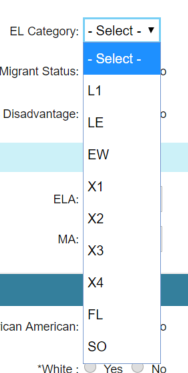 EL Category: - Select -
- Select -
Migrant Status:
L1
Disadvantage:
LE
EW
X1
ELA:
X2
MA:
X3
X4
FL
ican American:
SO
*White : Yes No